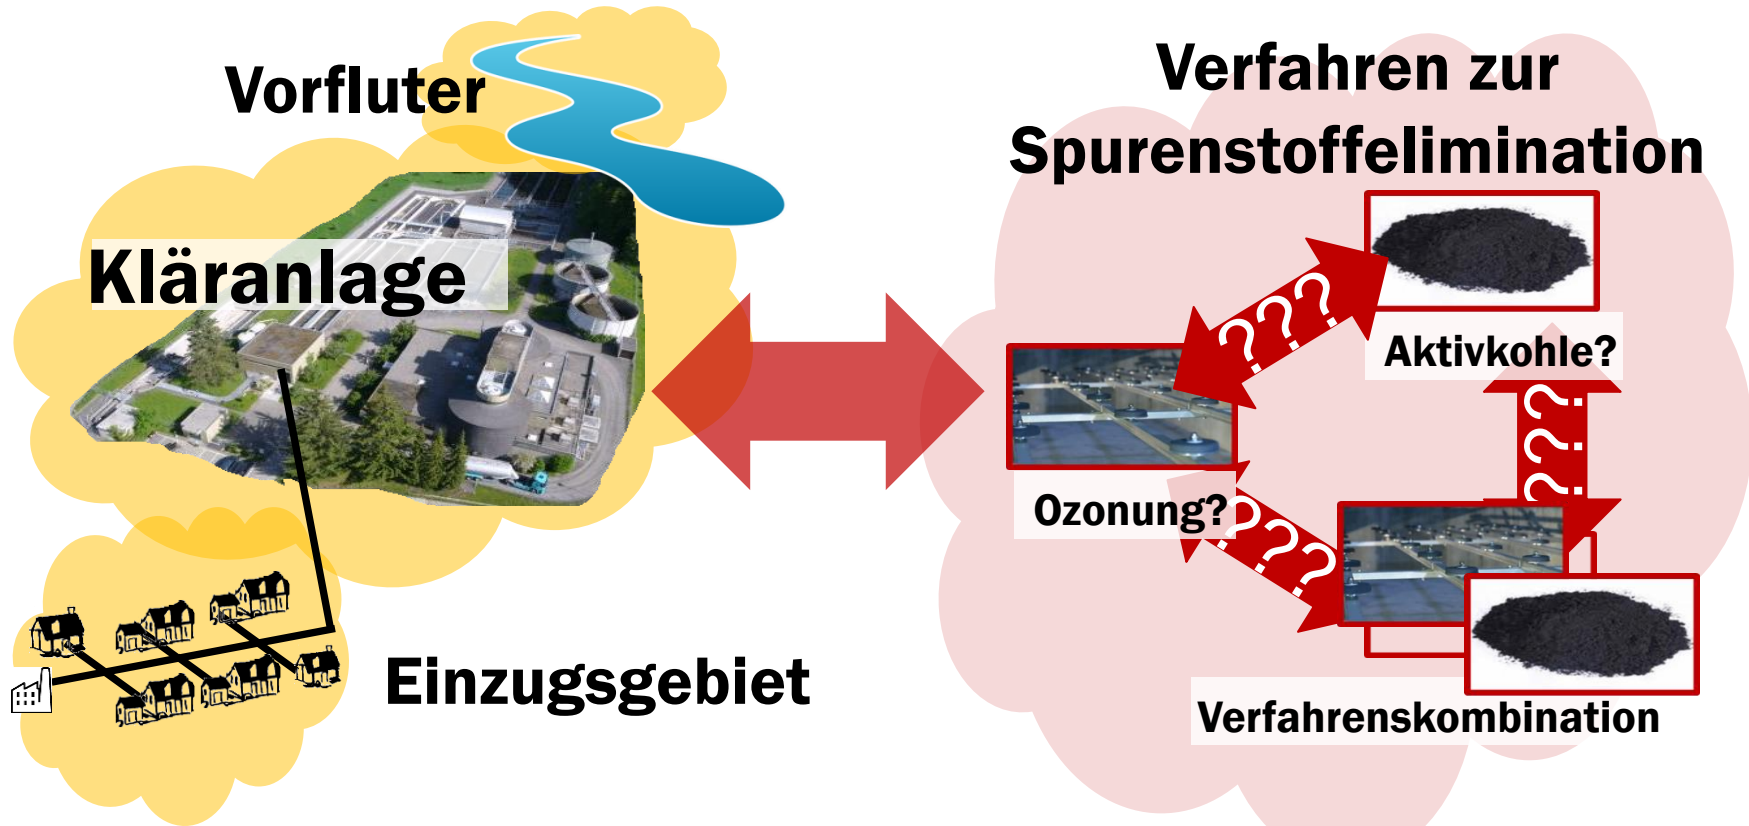 Vorfluter
Kläranlage
Einzugsgebiet
Verfahren zur
Spurenstoffelimination
???
Aktivkohle?
???
Ozonung?
???
Verfahrenskombination